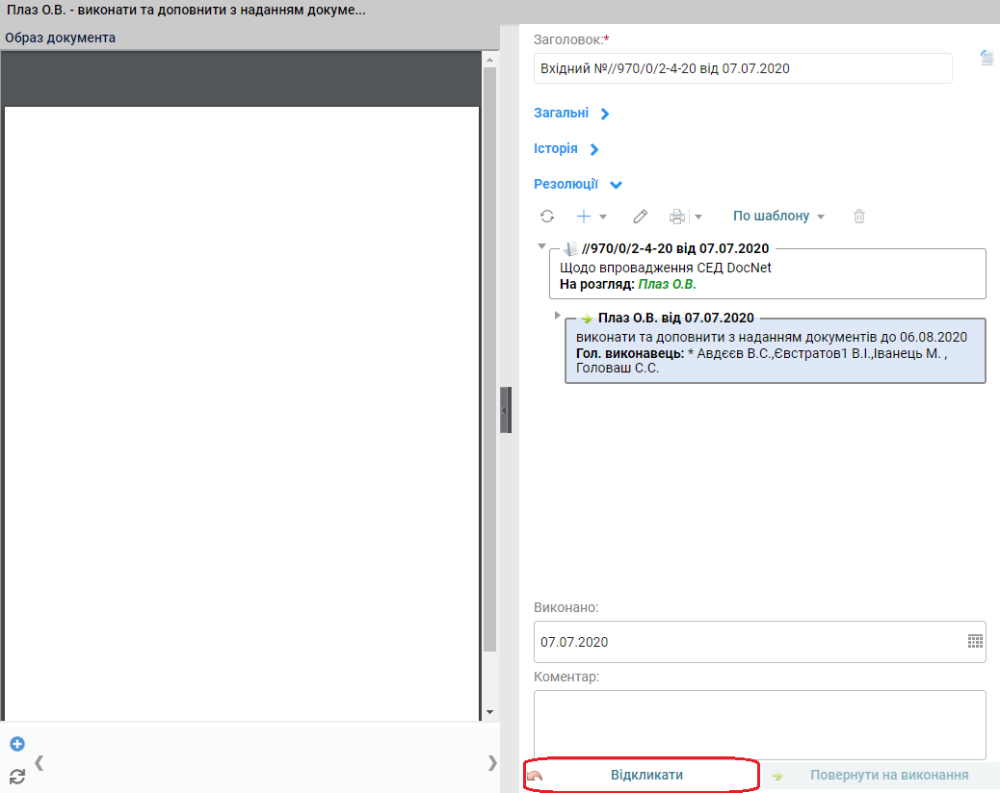 Плаз О.В. - виконати та доповнити з наданням докуме...
Образ документа
Заголовок:*
Вхідний №//970/0/2-4-20 від 07.07.2020
Загальні
Історія
Резолюції
По шаблону
//970/0/2-4-20 від 07.07.2020
Щодо впровадження СЕД DocNet
На розгляд: Плаз О.В.
Плаз О.В. від 07.07.2020
виконати та доповнити з наданням документів до 06.08.2020
Гол. виконавець: * Авдєєв В.С.,Євстратов1 В.І.,Іванець М. ,
Головаш С.С.
Виконано:
07.07.2020
Коментар:
Відкликати
Повернути на виконання